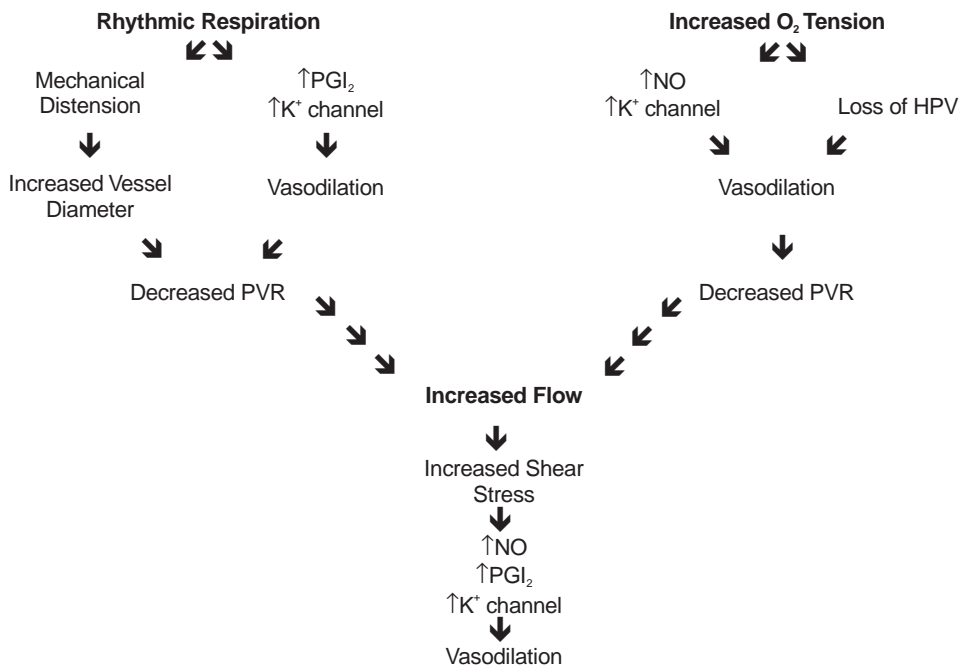 Rhythmic Respiration
Increased O₂ Tension
Mechanical
Distension
↑PGI₂
↑K⁺ channel
↑NO
↑K⁺ channel
Loss of HPV
Increased Vessel
Diameter
Vasodilation
Vasodilation
Decreased PVR
Decreased PVR
Increased Flow
Increased Shear
Stress
↑NO
↑PGI₂
↑K⁺ channel
Vasodilation